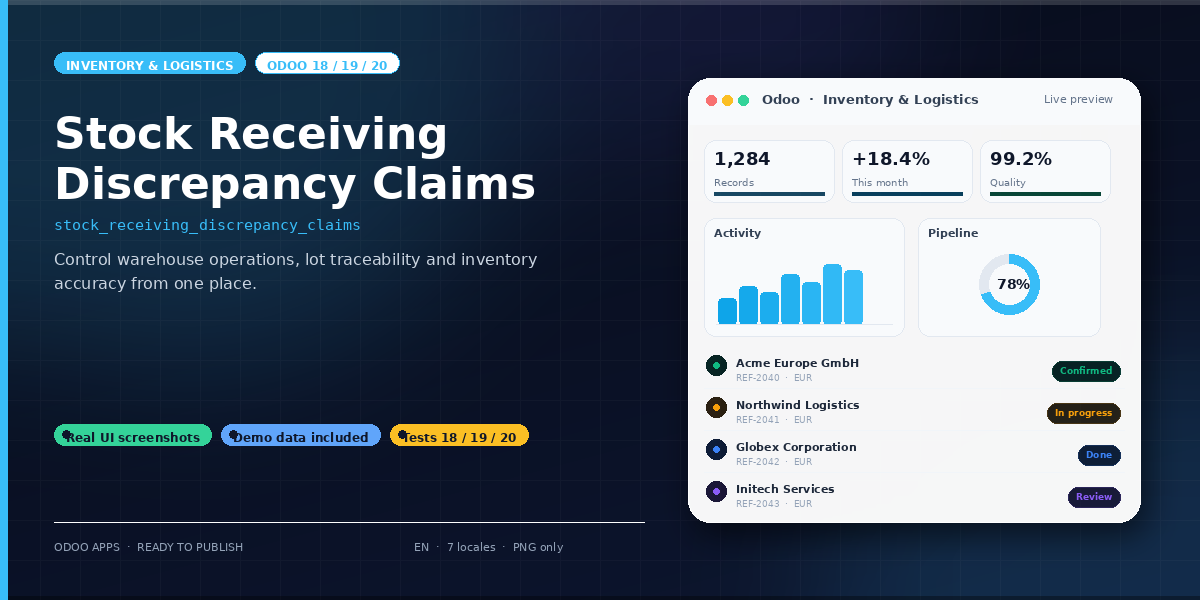 INVENTORY & LOGISTICS
ODOO 18 / 19 / 20
Stock Receiving
Discrepancy Claims
stock_receiving_discrepancy_claims
Control warehouse operations, lot traceability and inventory
accuracy from one place.
Real UI screenshots
Demo data included
Tests 18 / 19 / 20
ODOO APPS · READY TO PUBLISH
EN · 7 locales · PNG only
Odoo · Inventory & Logistics
Live preview
1,284
Records
+18.4%
This month
99.2%
Quality
Activity
Pipeline
78%
Acme Europe GmbH
REF-2040 · EUR
Confirmed
Northwind Logistics
REF-2041 · EUR
In progress
Globex Corporation
REF-2042 · EUR
Done
Initech Services
REF-2043 · EUR
Review